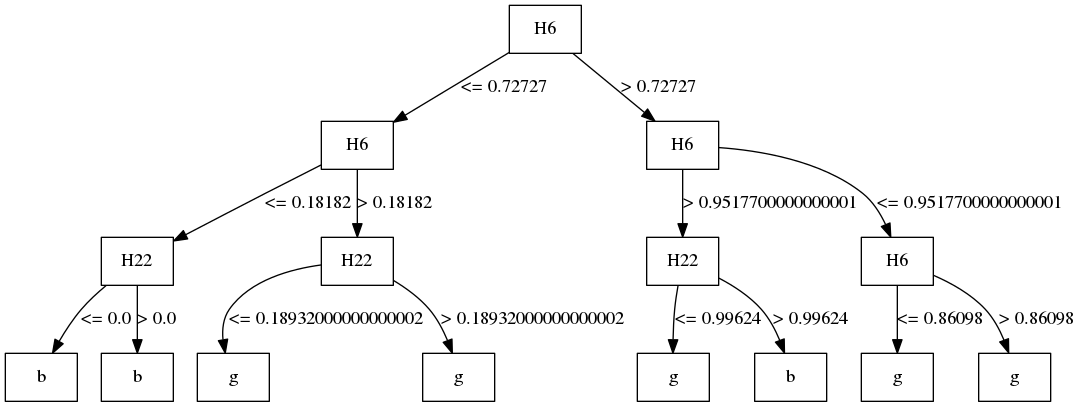 H6
<= 0.72727
> 0.72727
H6
H6
<= 0.18182
> 0.18182
> 0.9517700000000001
<= 0.9517700000000001
H22
H22
H22
H6
<= 0.0
> 0.0
<= 0.18932000000000002
> 0.18932000000000002
<= 0.99624
> 0.99624
<= 0.86098
> 0.86098
b
b
g
g
g
b
g
g